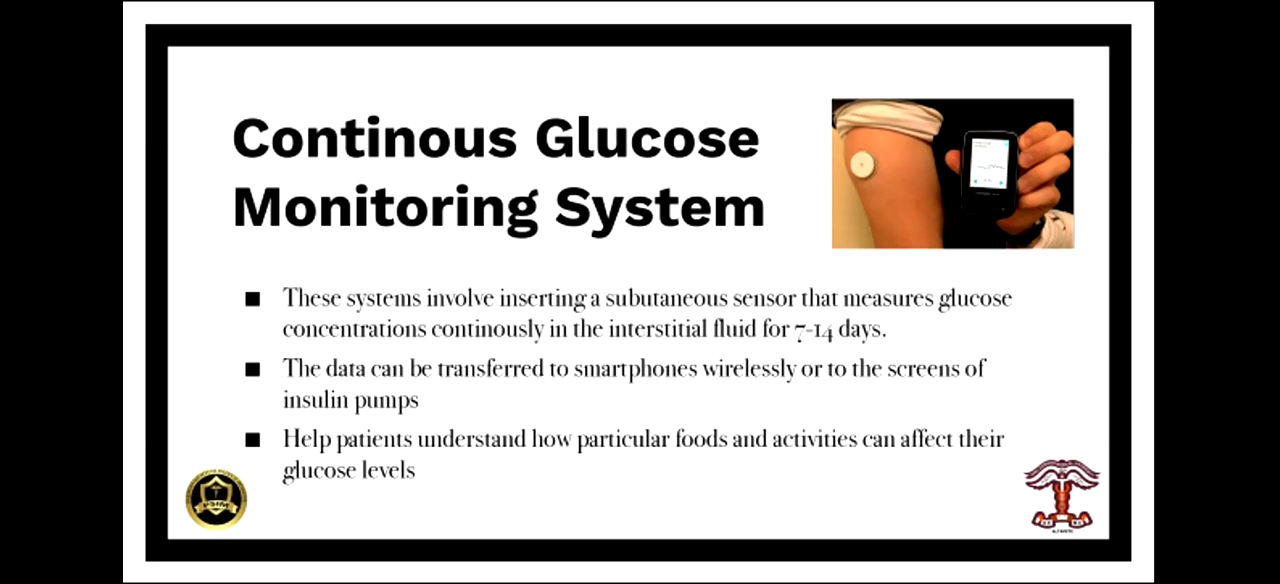 Continous Glucose
Monitoring System
■ These systems involve inserting a subutaneous sensor that measures glucose
concentrations continously in the interstitial fluid for 7-14 days.
■ The data can be transferred to smartphones wirelessly or to the screens of
insulin pumps
■ Help patients understand how particular foods and activities can affect their
glucose levels